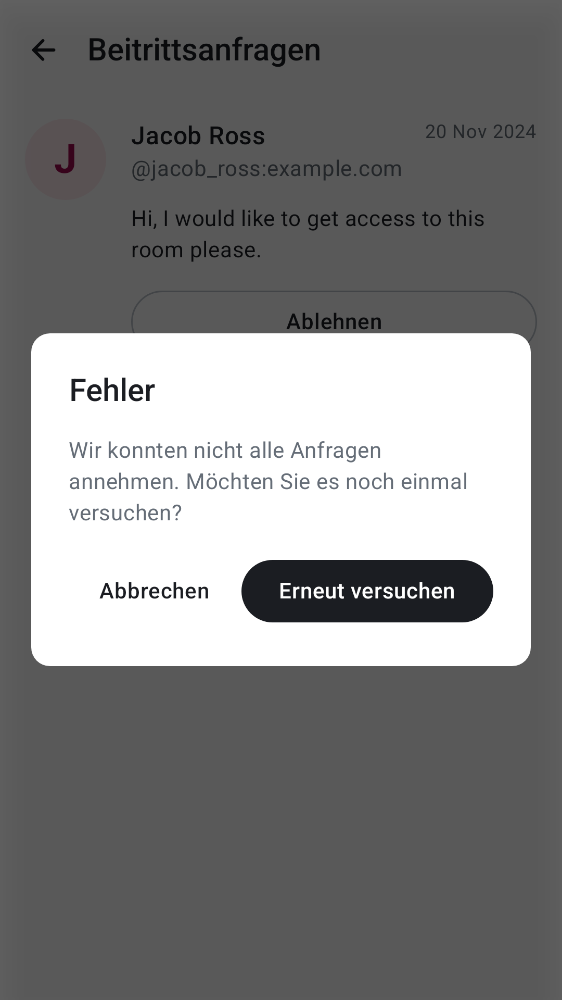 Beitrittsanfragen
J
Jacob Ross
20 Nov 2024
@jacob_ross:example.com
Hi, I would like to get access to this
room please.
Ablehnen
Fehler
Wir konnten nicht alle Anfragen
annehmen. Möchten Sie es noch einmal
versuchen?
Abbrechen
Erneut versuchen